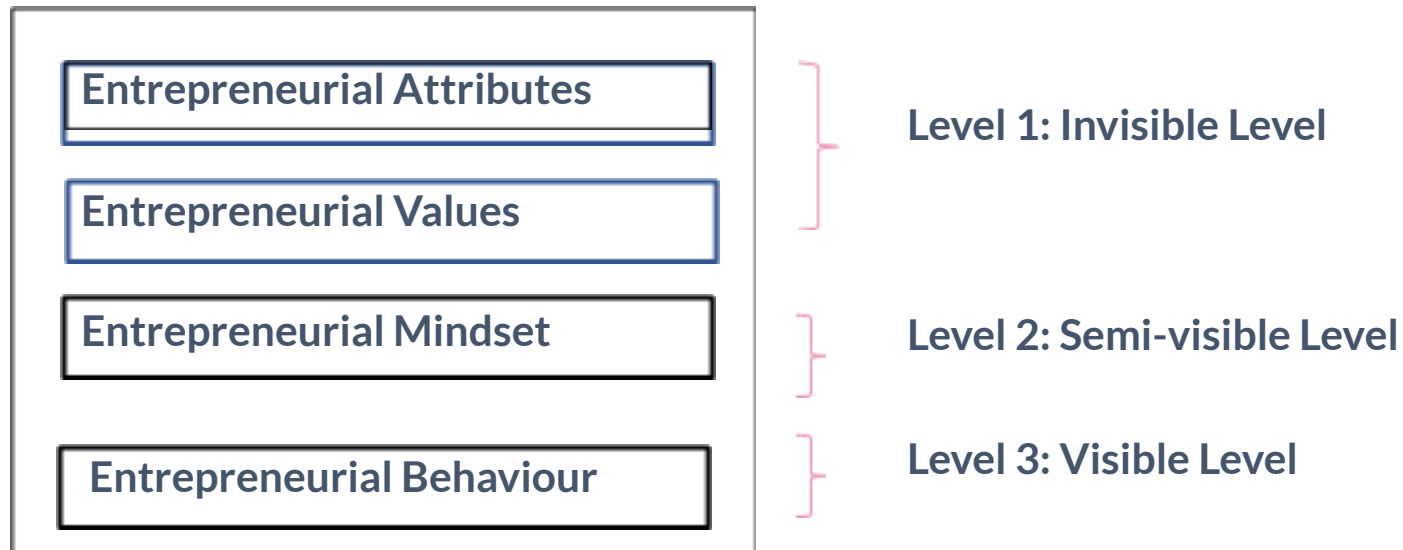 Entrepreneurial Attributes
Level 1: Invisible Level
Entrepreneurial Values
Entrepreneurial Mindset
Level 2: Semi-visible Level
Entrepreneurial Behaviour
Level 3: Visible Level